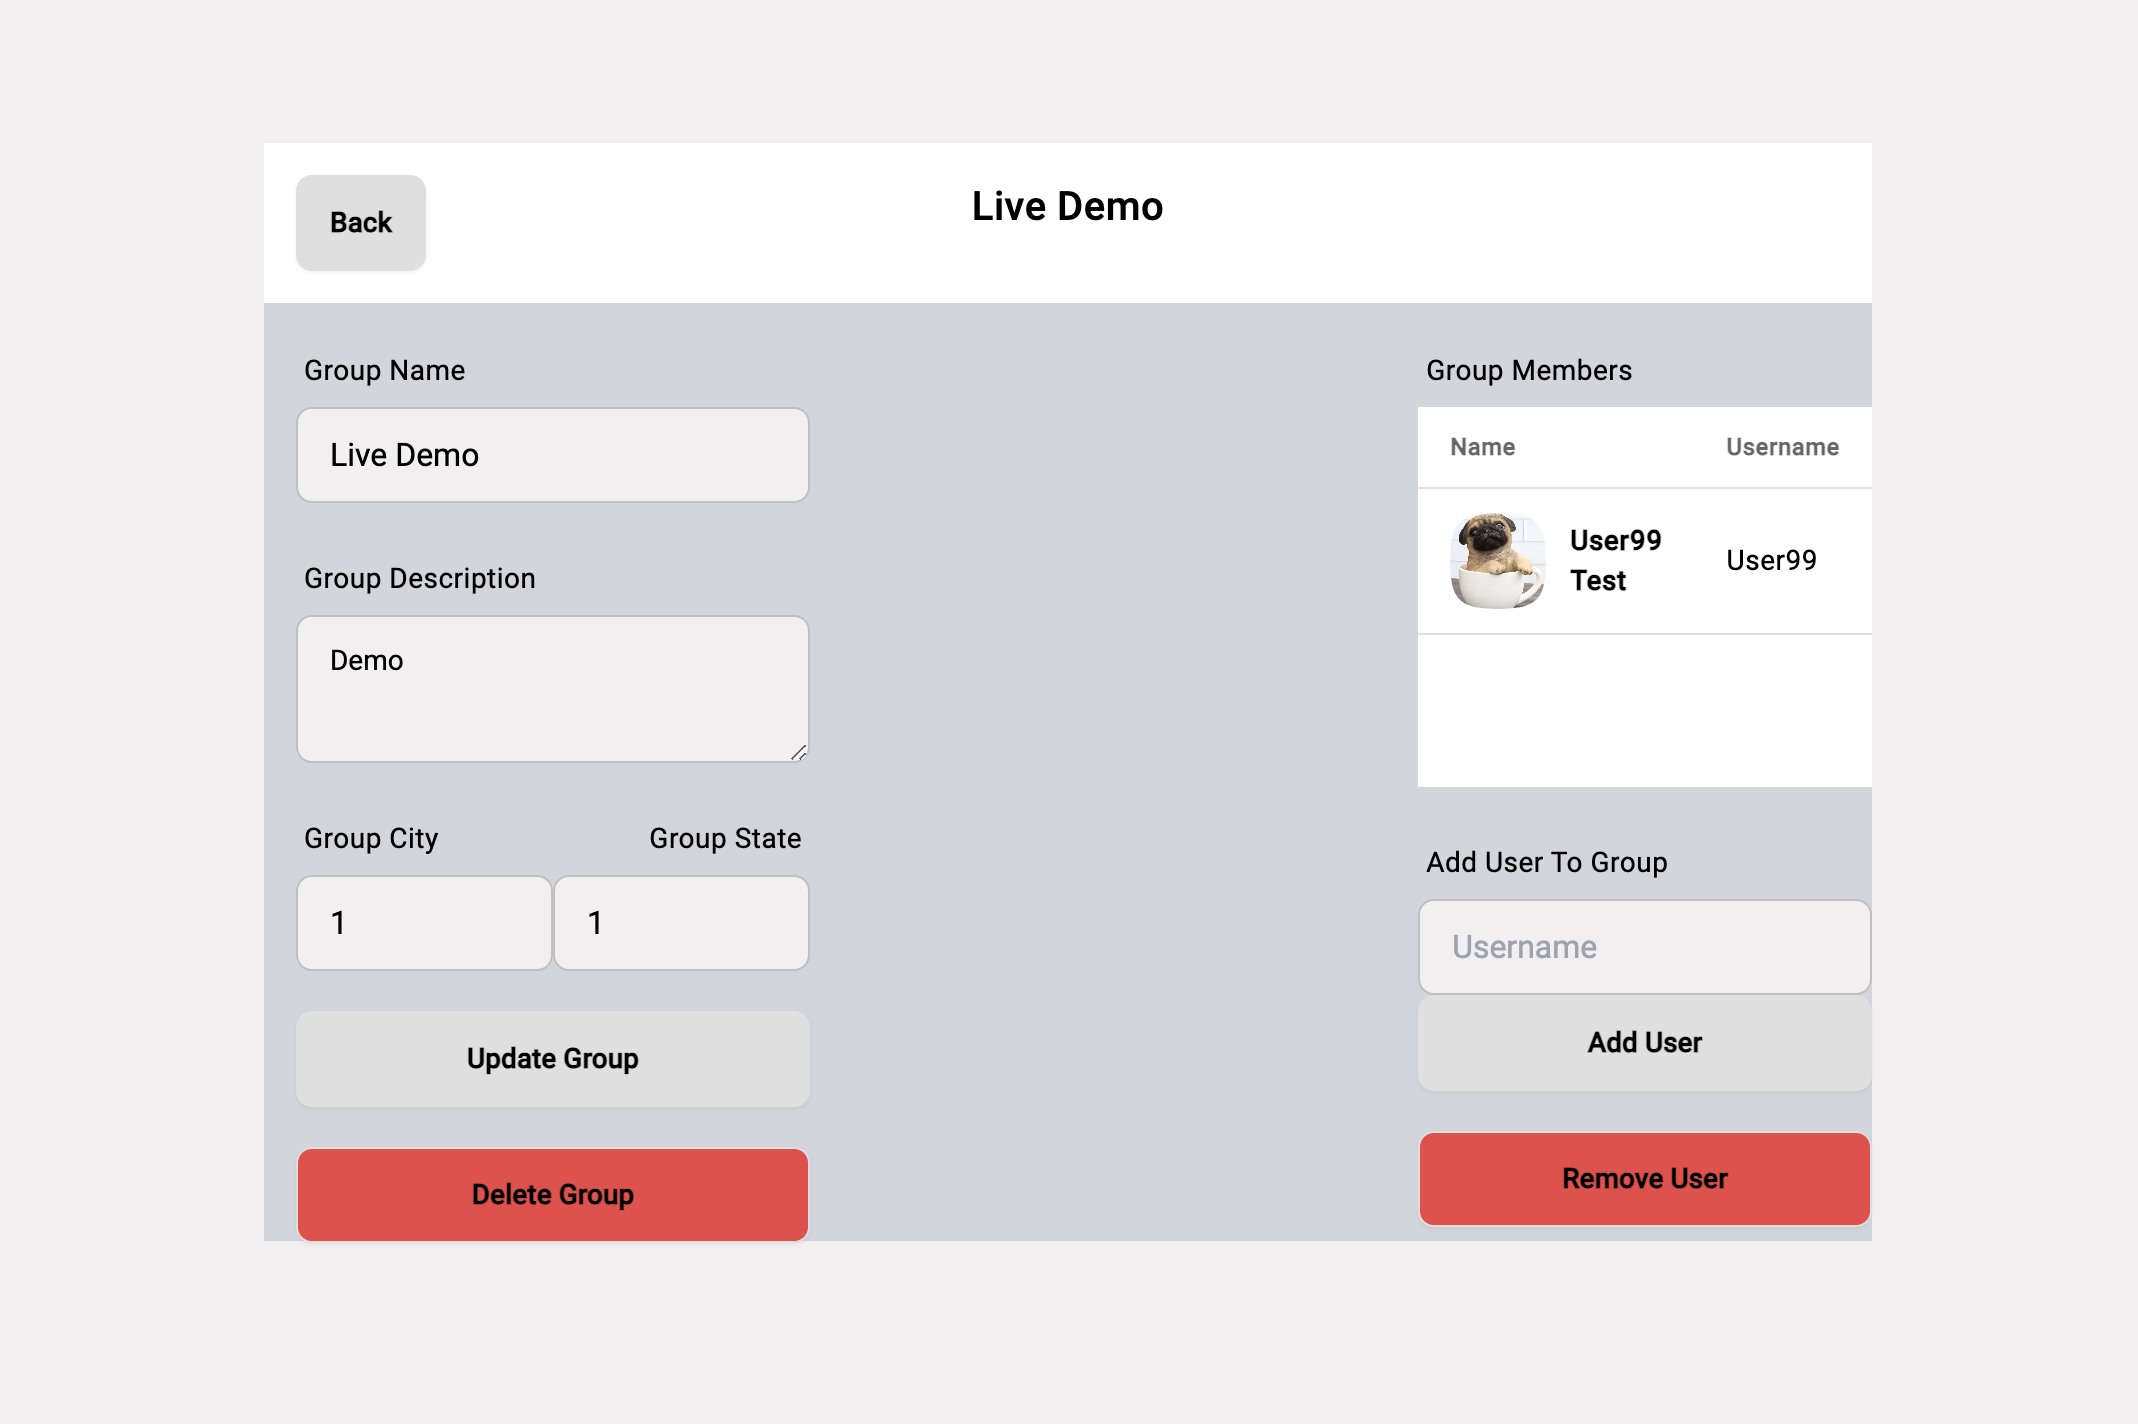 Back
Live Demo
Group Name
Live Demo
Group Description
Demo
Group City
Group State
1
1
Update Group
Delete Group
Group Members
Name
Username
User99
Test
User99
Add User To Group
Username
Add User
Remove User